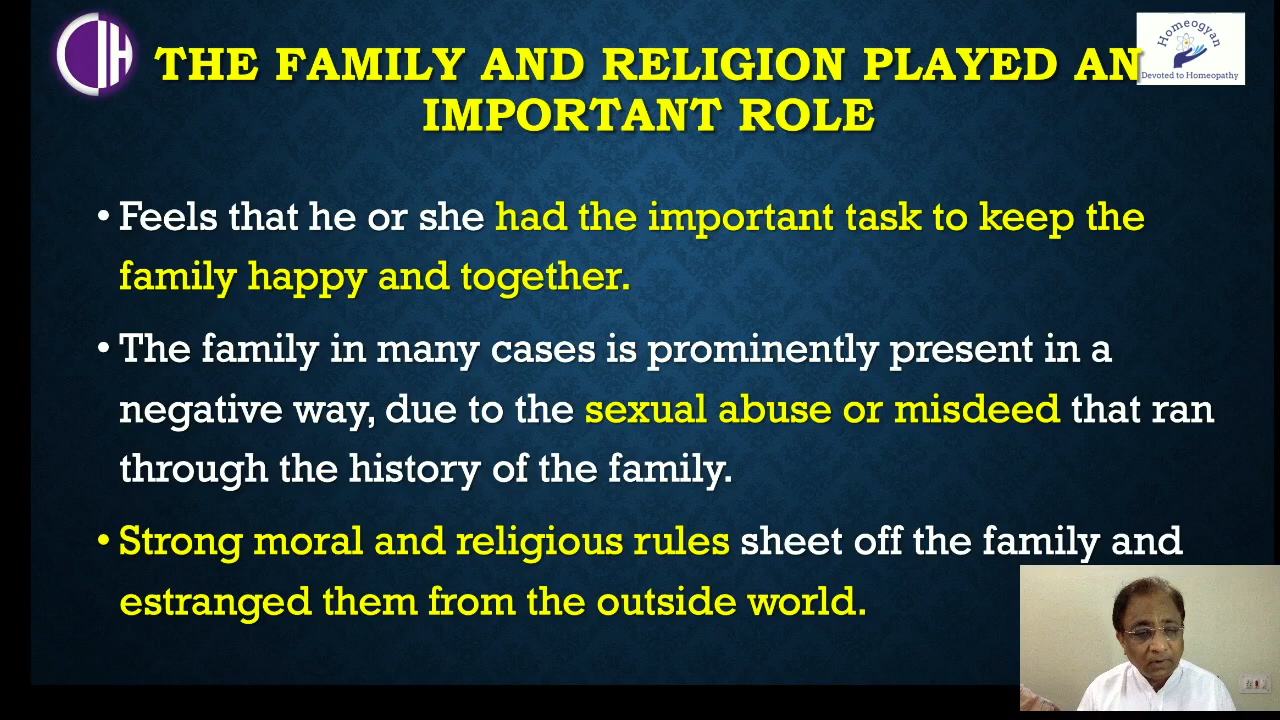 THE FAMILY AND RELIGION PLAYED AN
IMPORTANT ROLE
CIH
Homeogyan
Devoted to Homeopathy
• Feels that he or she had the important task to keep the
family happy and together.
• The family in many cases is prominently present in a
negative way, due to the sexual abuse or misdeed that ran
through the history of the family.
• Strong moral and religious rules sheet off the family and
estranged them from the outside world.